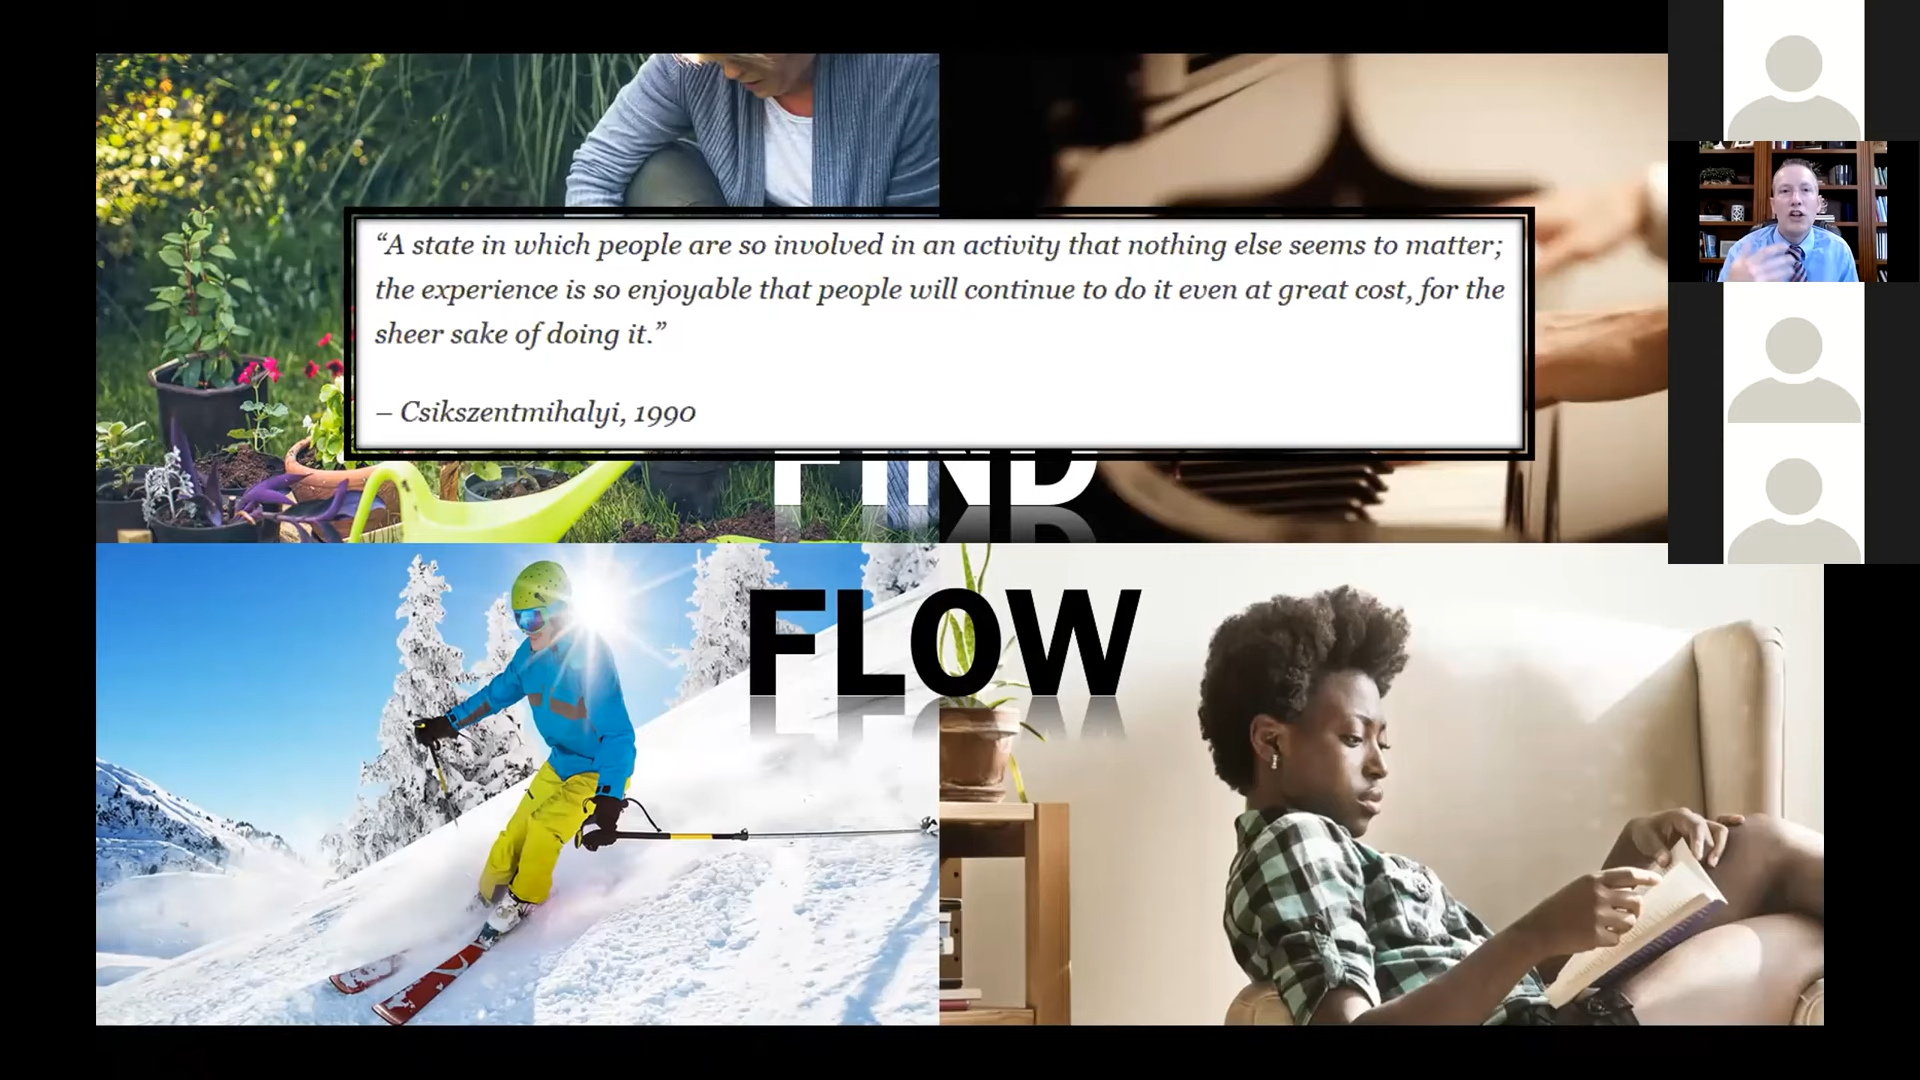 “A state in which people are so involved in an activity that nothing else seems to matter;
the experience is so enjoyable that people will continue to do it even at great cost, for the
sheer sake of doing it.”
– Csikszentmihalyi, 1990
FIND
FLOW